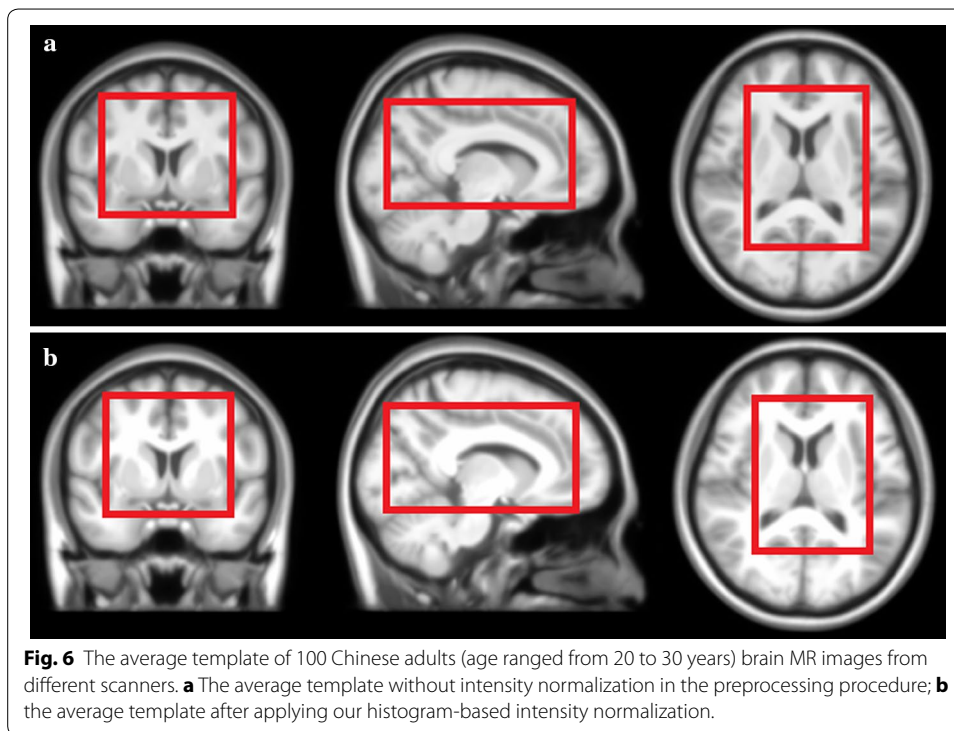 a
b
Fig. 6 The average template of 100 Chinese adults (age ranged from 20 to 30 years) brain MR images from
different scanners. a The average template without intensity normalization in the preprocessing procedure; b
the average template after applying our histogram-based intensity normalization.